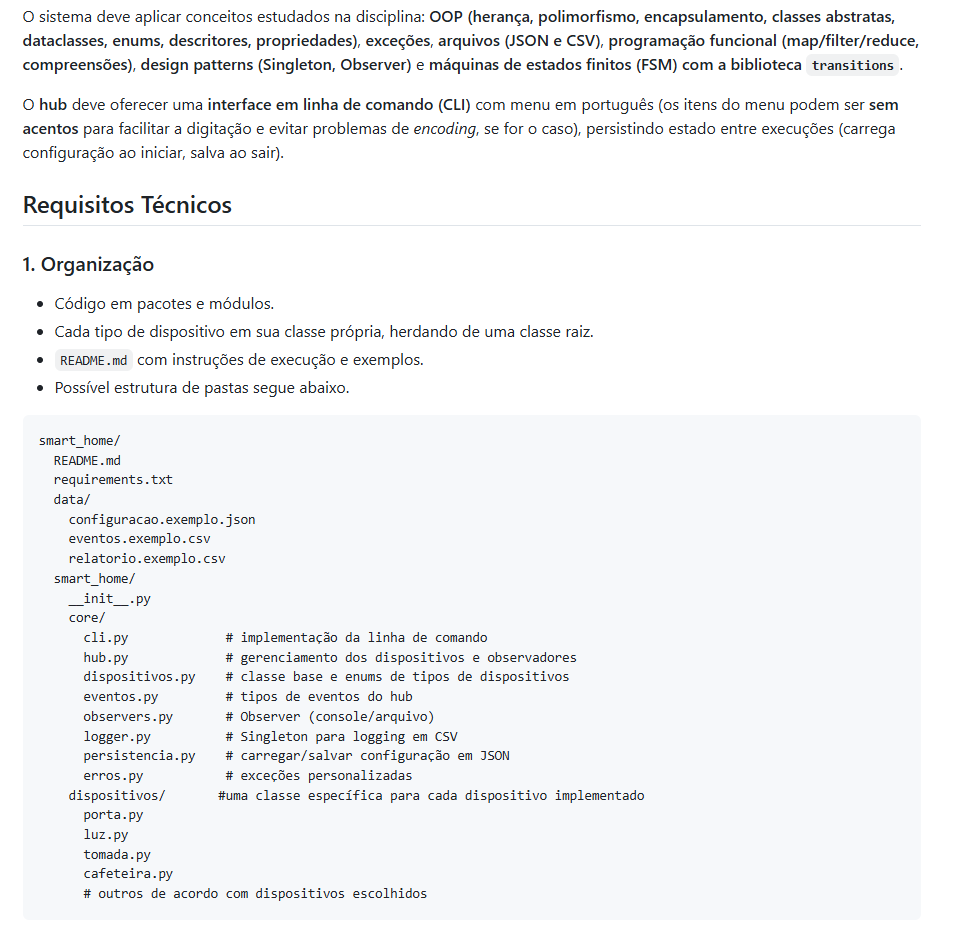 O sistema deve aplicar conceitos estudados na disciplina: OOP (herança, polimorfismo, encapsulamento, classes abstratas,
dataclasses, enums, descritores, propriedades), exceções, arquivos (JSON e CSV), programação funcional (map/filter/reduce,
compreensões), design patterns (Singleton, Observer) e máquinas de estados finitos (FSM) com a biblioteca transitions.
O hub deve oferecer uma interface em linha de comando (CLI) com menu em português (os itens do menu podem ser sem
acentos para facilitar a digitação e evitar problemas de encoding, se for o caso), persistindo estado entre execuções (carrega
configuração ao iniciar, salva ao sair).
Requisitos Técnicos
1. Organização
• Código em pacotes e módulos.
• Cada tipo de dispositivo em sua classe própria, herdando de uma classe raiz.
• README.md com instruções de execução e exemplos.
• Possível estrutura de pastas segue abaixo.
smart_home/
README.md
requirements.txt
data/
configuracao.exemplo.json
eventos.exemplo.csv
relatorio.exemplo.csv
smart_home/
__init__.py
core/
cli.py # implementação da linha de comando
hub.py # gerenciamento dos dispositivos e observadores
dispositivos.py # classe base e enums de tipos de dispositivos
eventos.py # tipos de eventos do hub
observers.py # Observer (console/arquivo)
logger.py # Singleton para logging em CSV
persistencia.py # carregar/salvar configuração em JSON
erros.py # exceções personalizadas
dispositivos/ #uma classe específica para cada dispositivo implementado
porta.py
luz.py
tomada.py
cafeteira.py
# outros de acordo com dispositivos escolhidos